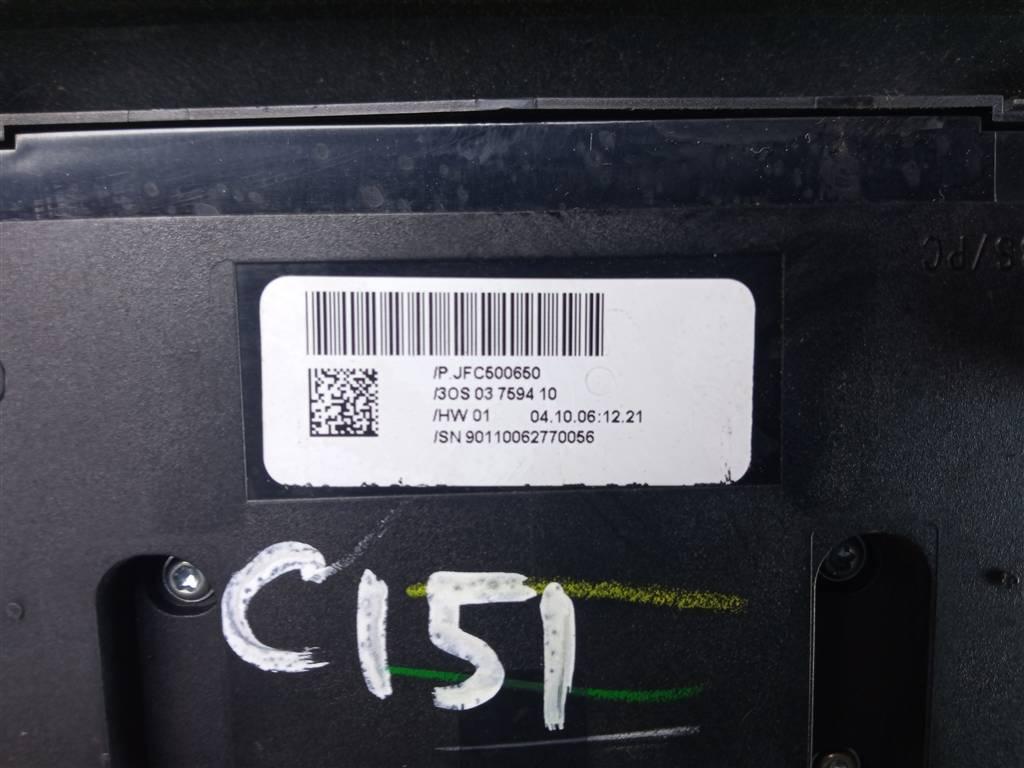 /P.JFC500650
/3OS 03 7594 10
/HW 01 04.10.06:12.21
/SN 90110062770056
C151